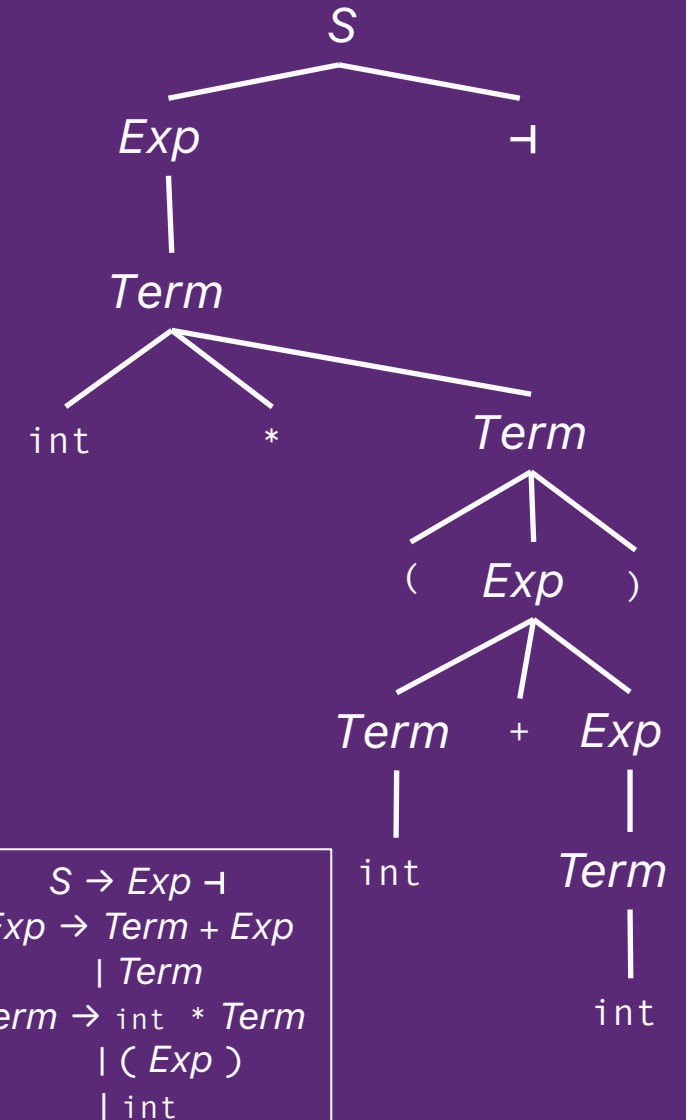 S
Exp ⊣
Term
int * Term
( Exp )
Term + Exp
int Term
int
S → Exp ⊣
xp → Term + Exp
| Term
erm → int * Term
| ( Exp )
| int